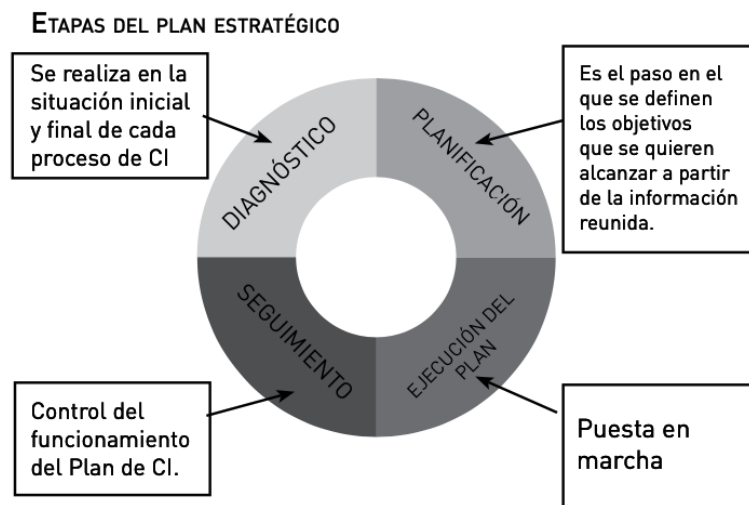 ETAPAS DEL PLAN ESTRATÉGICO
Se realiza en la
situación inicial
y final de cada
proceso de CI
DIAGNÓSTICO
PLANIFICACIÓN
Es el paso en el
que se definen
los objetivos
que se quieren
alcanzar a partir
de la información
reunida.
SEGUIMIENTO
EJECUCIÓN DEL
PLAN
Control del
funcionamiento
del Plan de CI.
Puesta en
marcha